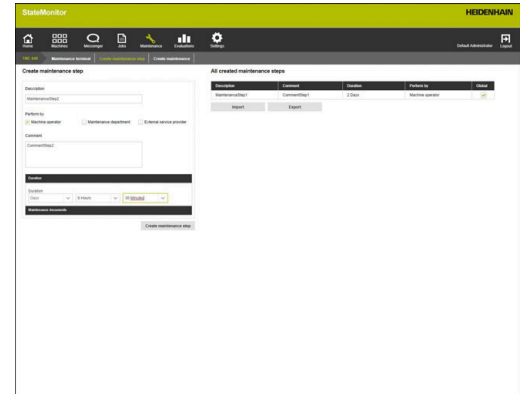 StateMonitor
HEIDENHAIN
Home
Machines
Messenger
Jobs
Maintenance
Evaluations
Settings
Default Administrator
Logout
TNC 640
Maintenance terminal
Create maintenance step
Create maintenance
Create maintenance step
All created maintenance steps
Description
MaintenanceStep2
Perform by
Machine operator
Maintenance department
External service provider
Comment
CommentStep2
Duration
Duration
Days
Hours
Minutes
Maintenance documents
Create maintenance step
Description Comment Duration Perform by Global
MaintenanceStep1 CommentStep1 2 Days Machine operator
Import
Export